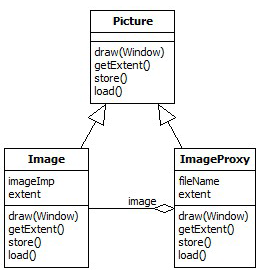 Picture
draw(Window)
getExtent()
store()
load()
Image
imageImp
extent
draw(Window)
getExtent()
store()
load()
image
ImageProxy
fileName
extent
draw(Window)
getExtent()
store()
load()